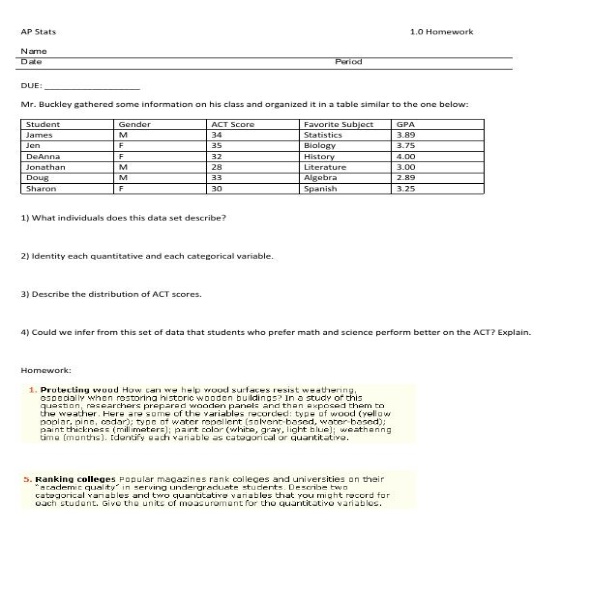 AP Stats 1.0 Homework
Name
Date Period
DUE: ____________________
Mr. Buckley gathered some information on his class and organized it in a table similar to the one below:
Student Gender ACT Score Favorite Subject GPA
James M 34 Statistics 3.89
Jen F 35 Biology 3.75
DeAnna F 32 History 4.00
Jonathan M 28 Literature 3.00
Doug M 33 Algebra 2.89
Sharon F 30 Spanish 3.25
1) What individuals does this data set describe?
2) Identity each quantitative and each categorical variable.
3) Describe the distribution of ACT scores.
4) Could we infer from this set of data that students who prefer math and science perform better on the ACT? Explain.
Homework:
1. Protecting wood How can we help wood surfaces resist weathering,
especially when restoring historic wooden buildings? In a study of this
question, researchers prepared wooden panels and then exposed them to
the weather. Here are some of the variables recorded: type of wood (yellow
poplar, pine, cedar); type of water repellent (solvent-based, water-based);
paint thickness (millimeters); paint color (white, gray, light blue); weathering
time (months). Identify each variable as categorical or quantitative.
5. Ranking colleges Popular magazines rank colleges and universities on their
"academic quality" in serving undergraduate students. Describe two
categorical variables and two quantitative variables that you might record for
each student. Give the units of measurement for the quantitative variables.